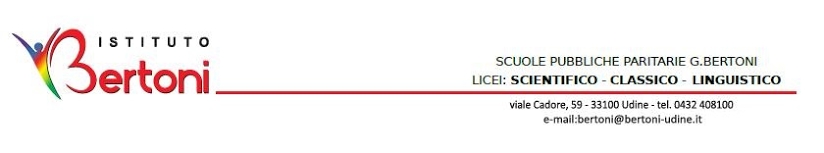 ISTITUTO
Bertoni
SCUOLE PUBBLICHE PARITARIE G.BERTONI
LICEI: SCIENTIFICO - CLASSICO - LINGUISTICO
viale Cadore, 59 - 33100 Udine - tel. 0432 408100
e-mail:bertoni@bertoni-udine.it